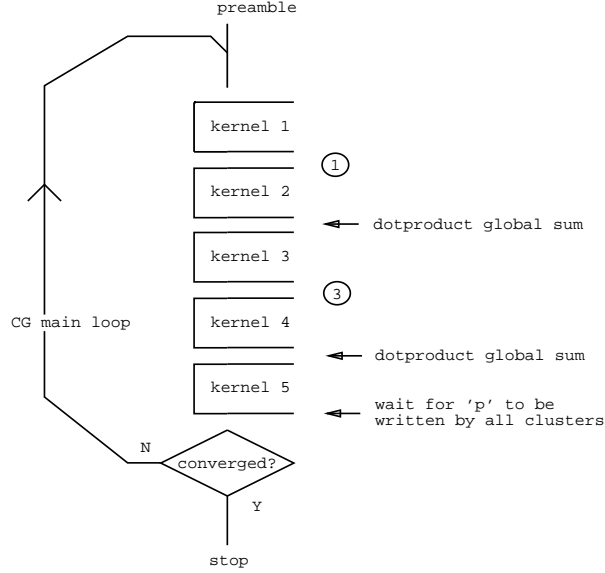 preamble
kernel 1
1
kernel 2
dotproduct global sum
kernel 3
3
CG main loop
kernel 4
dotproduct global sum
kernel 5
wait for 'p' to be
written by all clusters
N
converged?
Y
stop